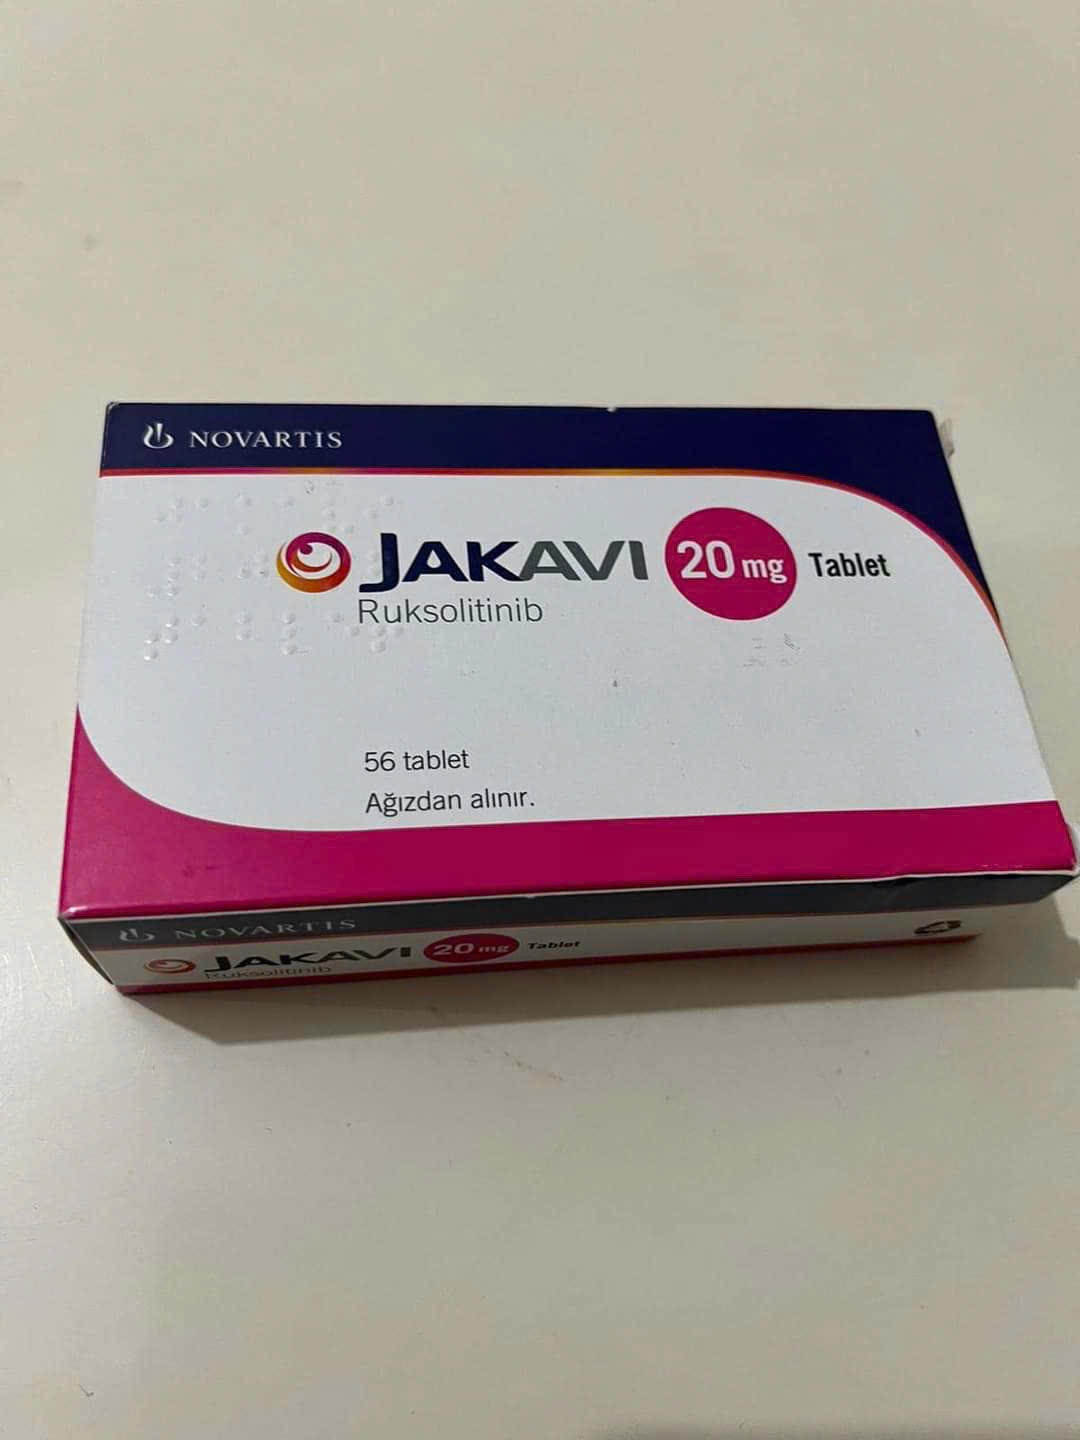 NOVARTIS
JAKAVI 20 mg Tablet
Ruksolitinib
56 tablet
Ağızdan alınır.
NOVARTIS
JAKAVI 20 mg Tablet
Ruksolitinib